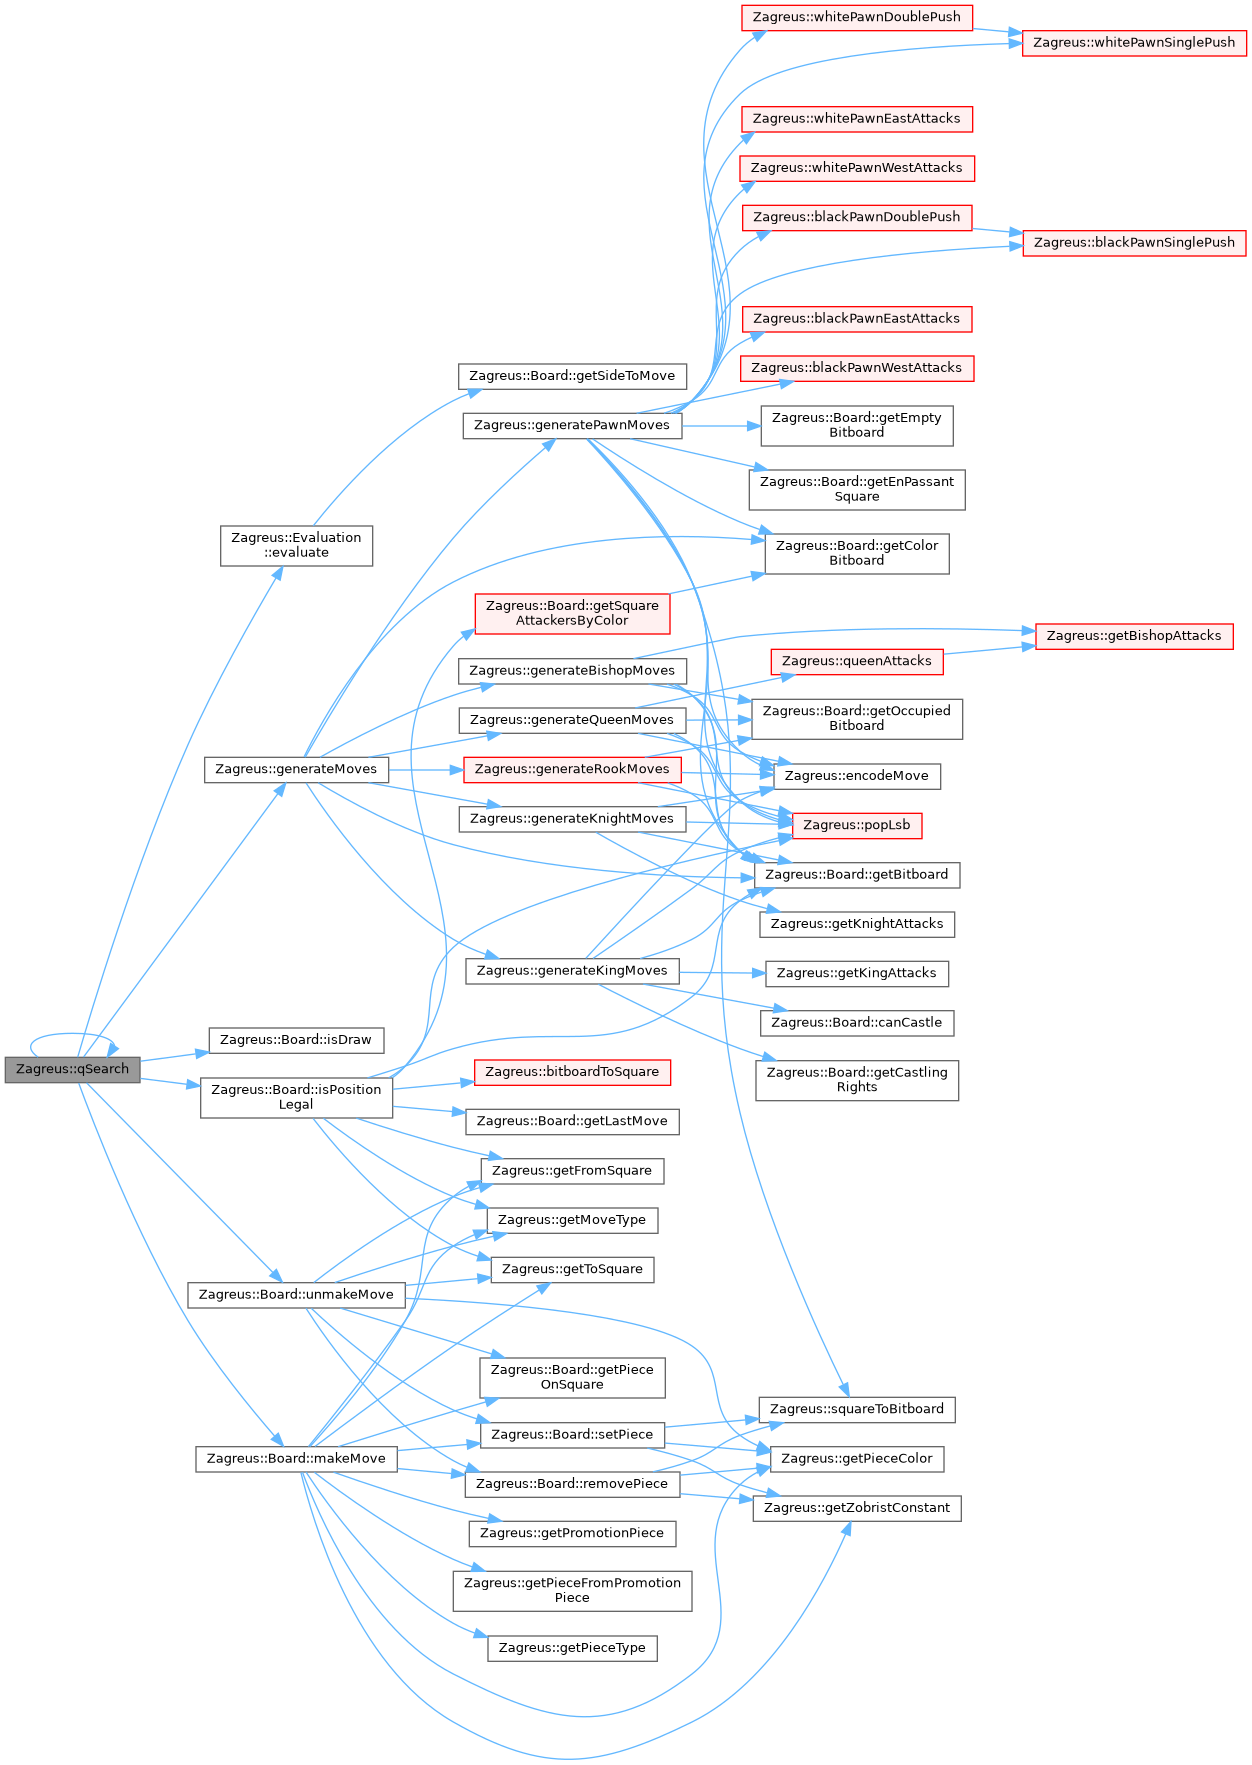 Zagreus::whitePawnDoublePush
Zagreus::whitePawnSinglePush
Zagreus::whitePawnEastAttacks
Zagreus::whitePawnWestAttacks
Zagreus::blackPawnDoublePush
Zagreus::blackPawnSinglePush
Zagreus::blackPawnEastAttacks
Zagreus::blackPawnWestAttacks
Zagreus::Board::getSideToMove
Zagreus::generatePawnMoves
Zagreus::Board::getEmpty
Bitboard
Zagreus::Board::getEnPassant
Square
Zagreus::Evaluation
::evaluate
Zagreus::Board::getColor
Bitboard
Zagreus::Board::getSquare
AttackersByColor
Zagreus::getBishopAttacks
Zagreus::generateBishopMoves
Zagreus::queenAttacks
Zagreus::generateQueenMoves
Zagreus::Board::getOccupied
Bitboard
Zagreus::generateMoves
Zagreus::generateRookMoves
Zagreus::encodeMove
Zagreus::generateKnightMoves
Zagreus::popLsb
Zagreus::Board::getBitboard
Zagreus::getKnightAttacks
Zagreus::generateKingMoves
Zagreus::getKingAttacks
Zagreus::Board::canCastle
Zagreus::Board::isDraw
Zagreus::qSearch
Zagreus::bitboardToSquare
Zagreus::Board::getCastling
Rights
Zagreus::Board::isPosition
Legal
Zagreus::Board::getLastMove
Zagreus::getFromSquare
Zagreus::getMoveType
Zagreus::getToSquare
Zagreus::Board::unmakeMove
Zagreus::Board::getPiece
OnSquare
Zagreus::squareToBitboard
Zagreus::Board::setPiece
Zagreus::Board::makeMove
Zagreus::getPieceColor
Zagreus::Board::removePiece
Zagreus::getZobristConstant
Zagreus::getPromotionPiece
Zagreus::getPieceFromPromotion
Piece
Zagreus::getPieceType